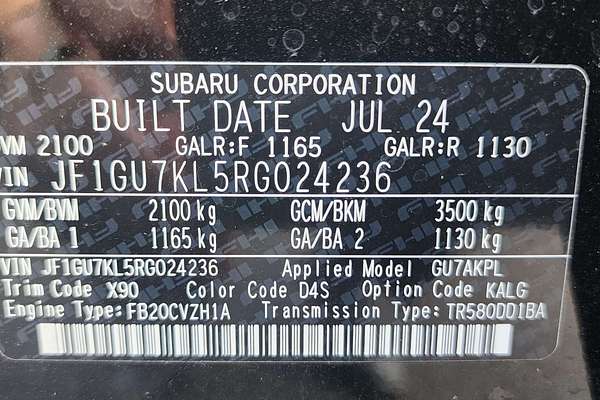 SUBARU CORPORATION
BUILT DATE JUL 24
VM 2100 GALR:F 1165 GALR:R 1130
VIN JF1GU7KL5RG024236
GVM/BVM 2100 kg GCM/BKM 3500 kg
GA/BA 1 1165 kg GA/BA 2 1130 kg
VIN JF1GU7KL5RG024236 Applied Model GU7AKPL
Trim Code X90 Color Code D4S Option Code KALG
Engine Type: FB20CVZH1A Transmission Type: TR580DD1BA